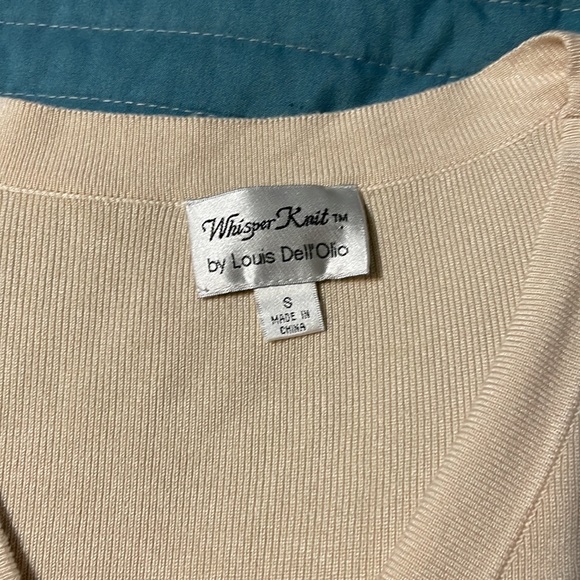 Whisper Knit™
by Louis Dell'Olio
S
MADE IN
CHINA